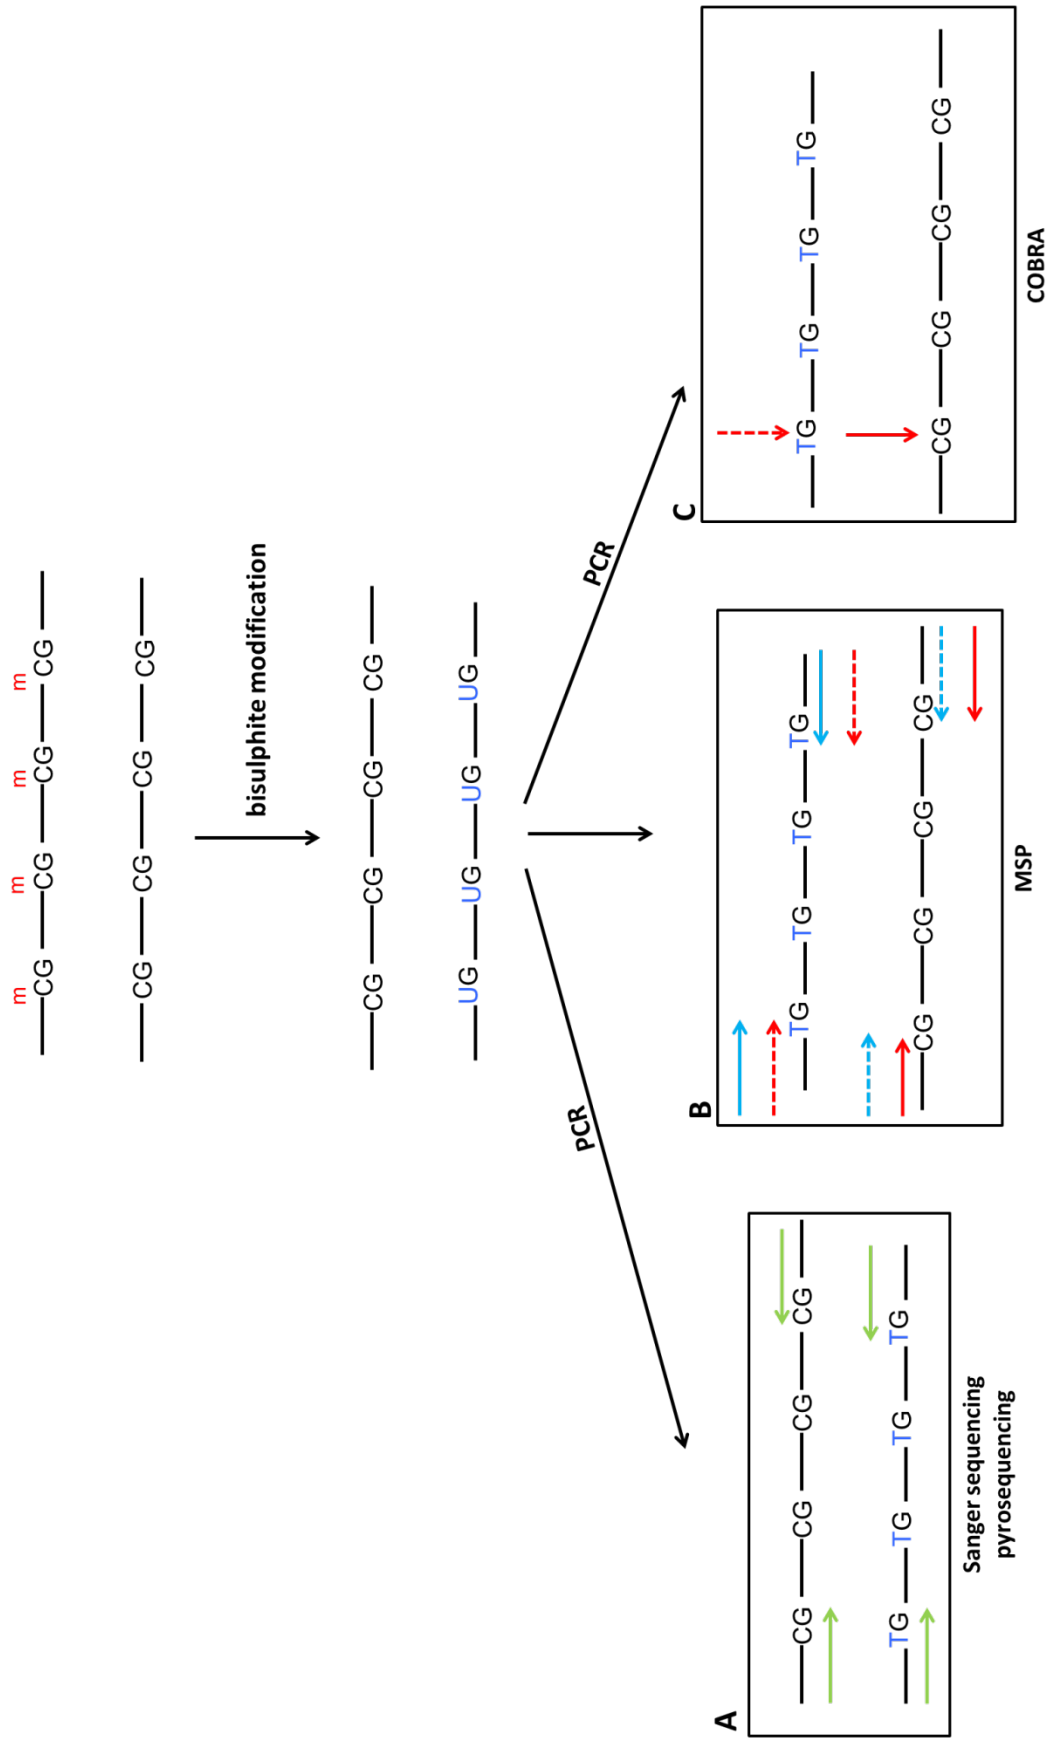 m m m m
CG CG CG CG
CG CG CG CG
bisulphite modification
CG CG CG CG
UG UG UG UG
PCR
PCR
A
CG CG CG CG
TG TG TG TG
Sanger sequencing
pyrosequencing
B
TG TG TG TG
CG CG CG CG
MSP
C
TG TG TG TG
CG CG CG CG
COBRA